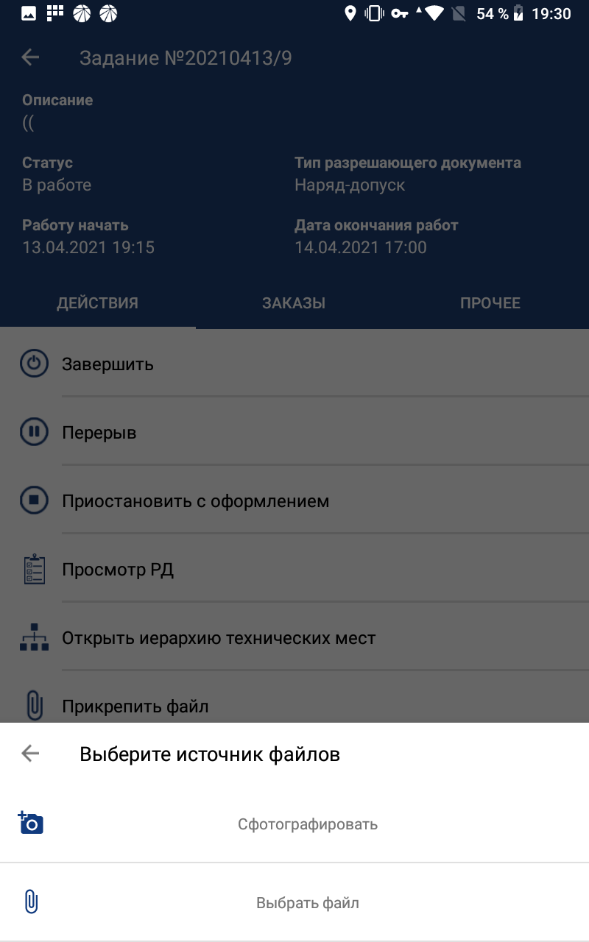 54 % 19:30
Задание №20210413/9
Описание
((
Статус
Тип разрешающего документа
В работе
Наряд-допуск
Работу начать
Дата окончания работ
13.04.2021 19:15
14.04.2021 17:00
ДЕЙСТВИЯ
ЗАКАЗЫ
ПРОЧЕЕ
Завершить
Перерыв
Приостановить с оформлением
Просмотр РД
Открыть иерархию технических мест
Прикрепить файл
Выберите источник файлов
Сфотографировать
Выбрать файл